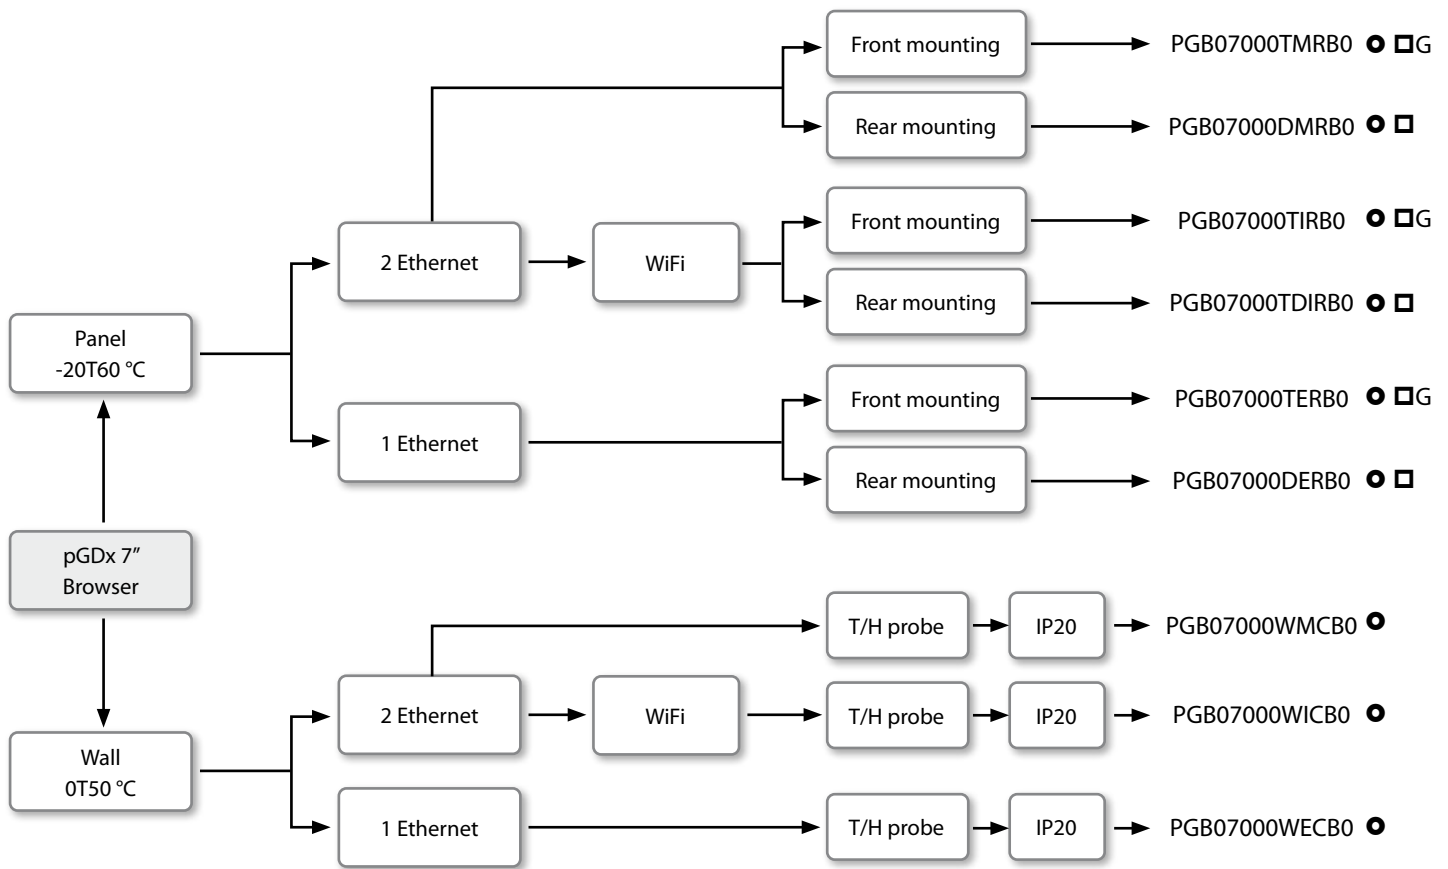 Front mounting
PGB07000TMRB0 G
Rear mounting
PGB07000DMRB0
2 Ethernet
WiFi
Front mounting
PGB07000TIRB0 G
Rear mounting
PGB07000TDIRB0
Panel
-20T60 °C
1 Ethernet
Front mounting
PGB07000TERB0 G
Rear mounting
PGB07000DERB0
pGDx 7”
Browser
T/H probe
IP20
PGB07000WMCB0
2 Ethernet
WiFi
T/H probe
IP20
PGB07000WICB0
Wall
0T50 °C
1 Ethernet
T/H probe
IP20
PGB07000WECB0